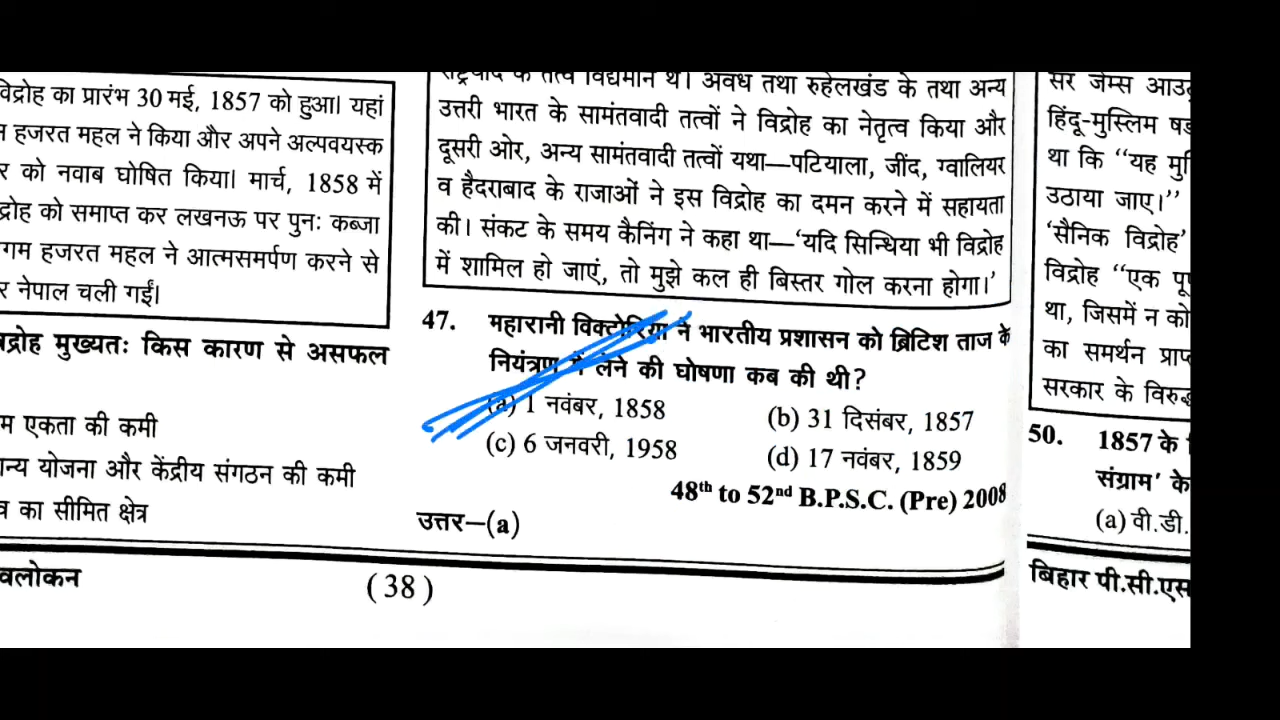 विद्रोह का प्रारंभ 30 मई, 1857 को हुआ। यहां
हजरत महल ने किया और अपने अल्पवयस्क
र को नवाब घोषित किया। मार्च, 1858 में
द्रोह को समाप्त कर लखनऊ पर पुनः कब्जा
गम हजरत महल ने आत्मसमर्पण करने से
र नेपाल चली गईं।
द्रोह मुख्यतः किस कारण से असफल
म एकता की कमी
न्य योजना और केंद्रीय संगठन की कमी
व का सीमित क्षेत्र
वलोकन
राष्ट्रवाद के तत्व विद्यमान थे। अवध तथा रुहेलखंड के तथा अन्य
उत्तरी भारत के सामंतवादी तत्वों ने विद्रोह का नेतृत्व किया और
दूसरी ओर, अन्य सामंतवादी तत्वों यथा—पटियाला, जींद, ग्वालियर
व हैदराबाद के राजाओं ने इस विद्रोह का दमन करने में सहायता
की। संकट के समय कैनिंग ने कहा था—‘यदि सिन्धिया भी विद्रोह
में शामिल हो जाएं, तो मुझे कल ही बिस्तर गोल करना होगा।’
47. महारानी विक्टोरिया ने भारतीय प्रशासन को ब्रिटिश ताज के
नियंत्रण में लेने की घोषणा कब की थी?
(a) 1 नवंबर, 1858 (b) 31 दिसंबर, 1857
(c) 6 जनवरी, 1958 (d) 17 नवंबर, 1859
48th to 52nd B.P.S.C. (Pre) 2008
उत्तर—(a)
(38)
सर जेम्स आउट
हिंदू-मुस्लिम षड
था कि “यह मु
उठाया जाए।”
‘सैनिक विद्रोह’
विद्रोह “एक पू
था, जिसमें न को
का समर्थन प्राप्
सरकार के विरुद्ध
50. 1857 के
संग्राम’ के
(a) वी.डी.
बिहार पी.सी.एस